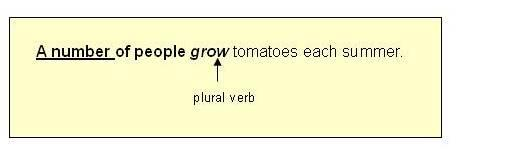 A number of people grow tomatoes each summer.
plural verb